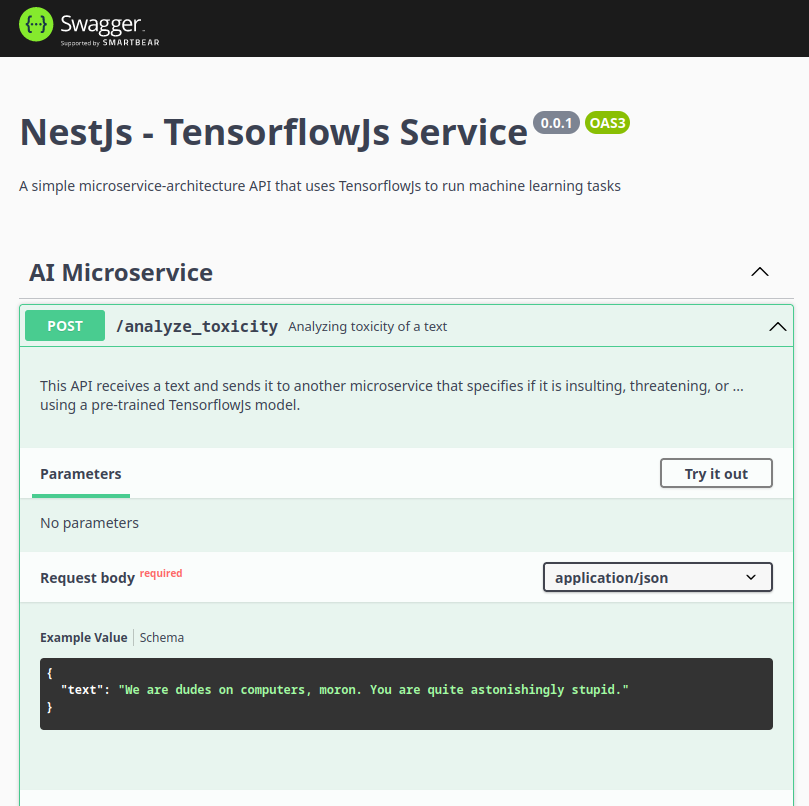 {···} Swagger
Supported by SMARTBEAR
NestJs - TensorflowJs Service 0.0.1 OAS3
A simple microservice-architecture API that uses TensorflowJs to run machine learning tasks
AI Microservice
POST /analyze_toxicity Analyzing toxicity of a text
This API receives a text and sends it to another microservice that specifies if it is insulting, threatening, or ...
using a pre-trained TensorflowJs model.
Parameters Try it out
No parameters
Request body required application/json
Example Value Schema
{
"text": "We are dudes on computers, moron. You are quite astonishingly stupid."
}